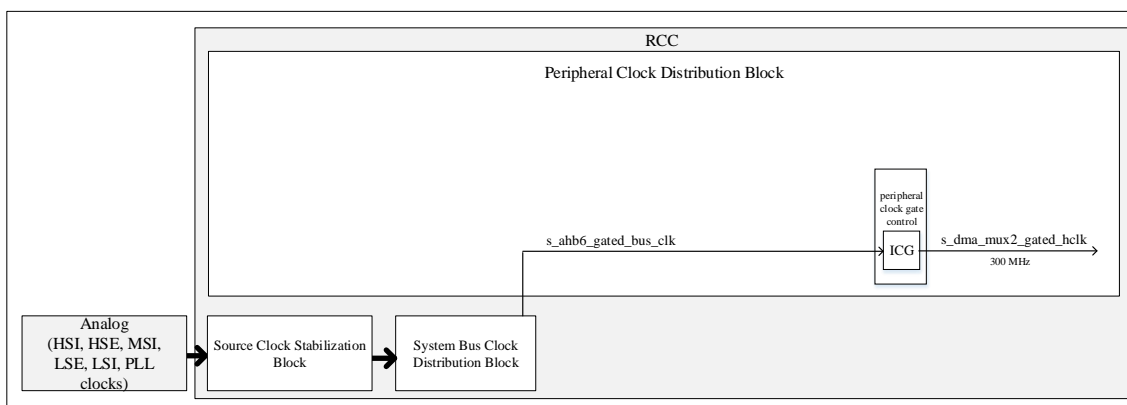 RCC
Peripheral Clock Distribution Block
peripheral
clock gate
control
s_ahb6_gated_bus_clk
ICG
s_dma_mux2_gated_hclk
300 MHz
Analog
(HSI, HSE, MSI,
LSE, LSI, PLL
clocks)
Source Clock Stabilization
Block
System Bus Clock
Distribution Block